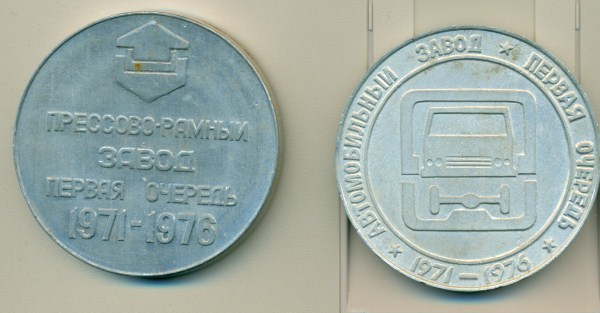 ПРЕССОВО-РАМНЫЙ
ЗАВОД
ПЕРВАЯ ОЧЕРЕДЬ
1971-1976
АВТОМОБИЛЬНЫЙ ЗАВОД ★ ПЕРВАЯ ОЧЕРЕДЬ ★
1971—1976 ★